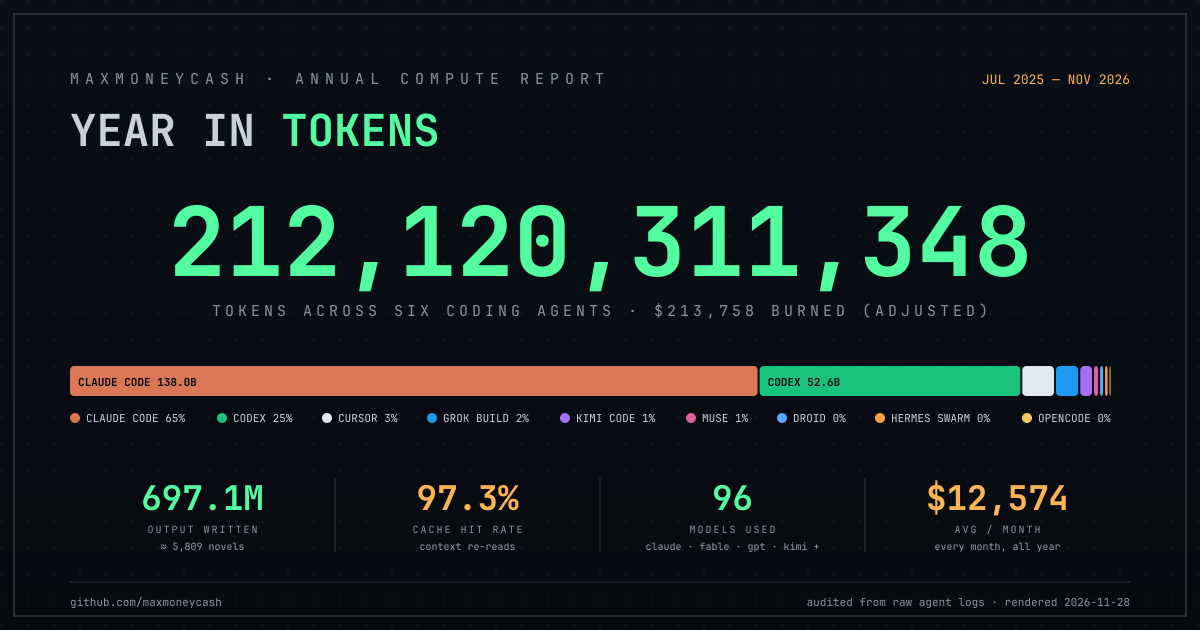 MAXMONEYCASH · ANNUAL COMPUTE REPORT
JUL 2025 — NOV 2026
YEAR IN TOKENS
212,120,311,348
TOKENS ACROSS SIX CODING AGENTS · $213,758 BURNED (ADJUSTED)
CLAUDE CODE 138.0B CODEX 52.6B
CLAUDE CODE 65% CODEX 25% CURSOR 3% GROK BUILD 2% KIMI CODE 1% MUSE 1% DROID 0% HERMES SWARM 0% OPENCODE 0%
697.1M 97.3% 96 $12,574
OUTPUT WRITTEN CACHE HIT RATE MODELS USED AVG / MONTH
≈ 5,809 novels context re-reads claude · fable · gpt · kimi + every month, all year
github.com/maxmoneycash audited from raw agent logs · rendered 2026-11-28